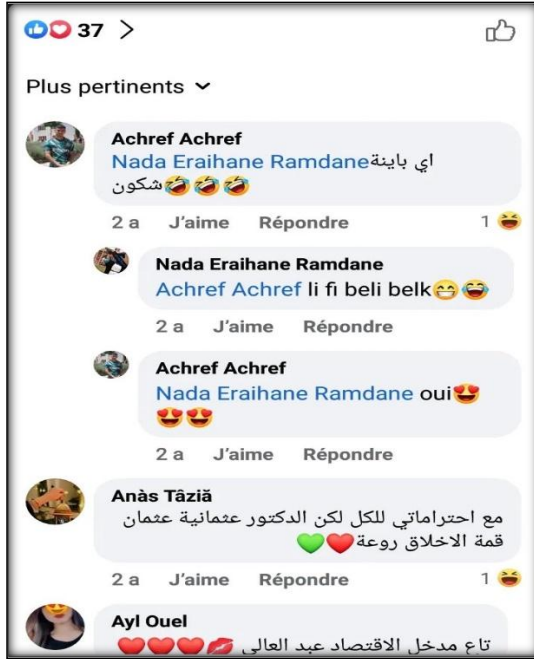 37 >
Plus pertinents
Achref Achref
Nada Eraihane Ramdane اي باينة
شكون🤣🤣🤣
2 a J'aime Répondre 1
Nada Eraihane Ramdane
Achref Achref li fi beli belk😁😂
2 a J'aime Répondre
Achref Achref
Nada Eraihane Ramdane oui😍
😍😍
2 a J'aime Répondre
Anàs Tâziă
مع احتراماتي للكل لكن الدكتور عثمانية عثمان
قمة الاخلاق روعة❤️💚
2 a J'aime Répondre 1
Ayl Ouel
تاع مدخل الاقتصاد عبد العالي 💋❤️❤️❤️